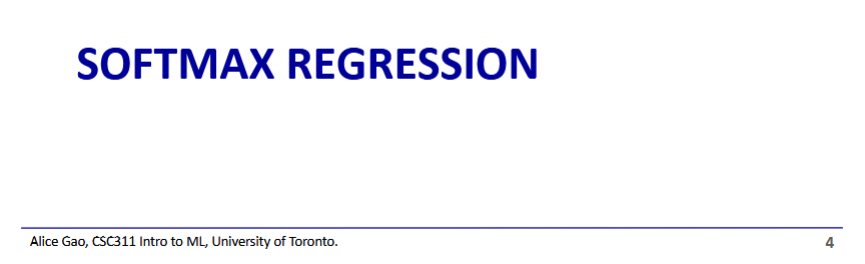 SOFTMAX REGRESSION
Alice Gao, CSC311 Intro to ML, University of Toronto.
4